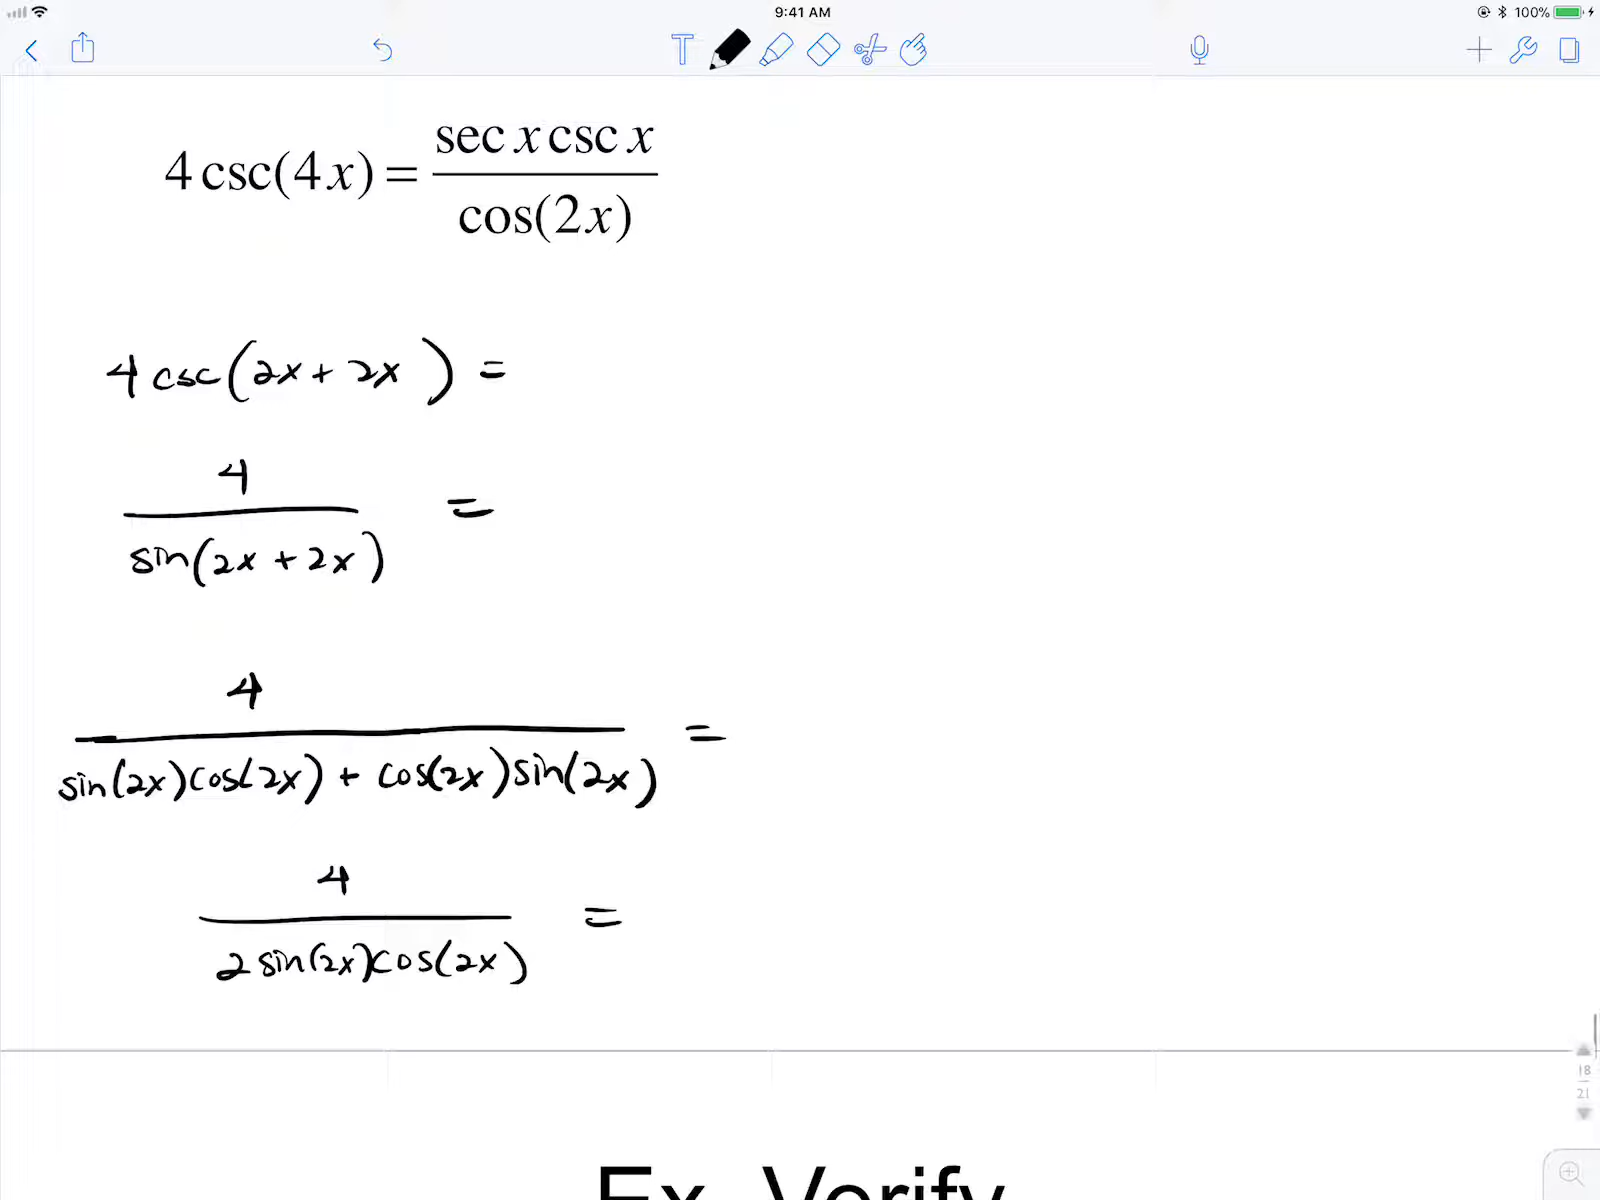 9:41 AM 100%
4 csc(4x) = sec x csc x / cos(2x)
4 csc(2x + 2x) =
4 / sin(2x + 2x) =
4 / sin(2x)cos(2x) + cos(2x)sin(2x) =
4 / 2 sin(2x)cos(2x) =
18
21
Ex. Verify